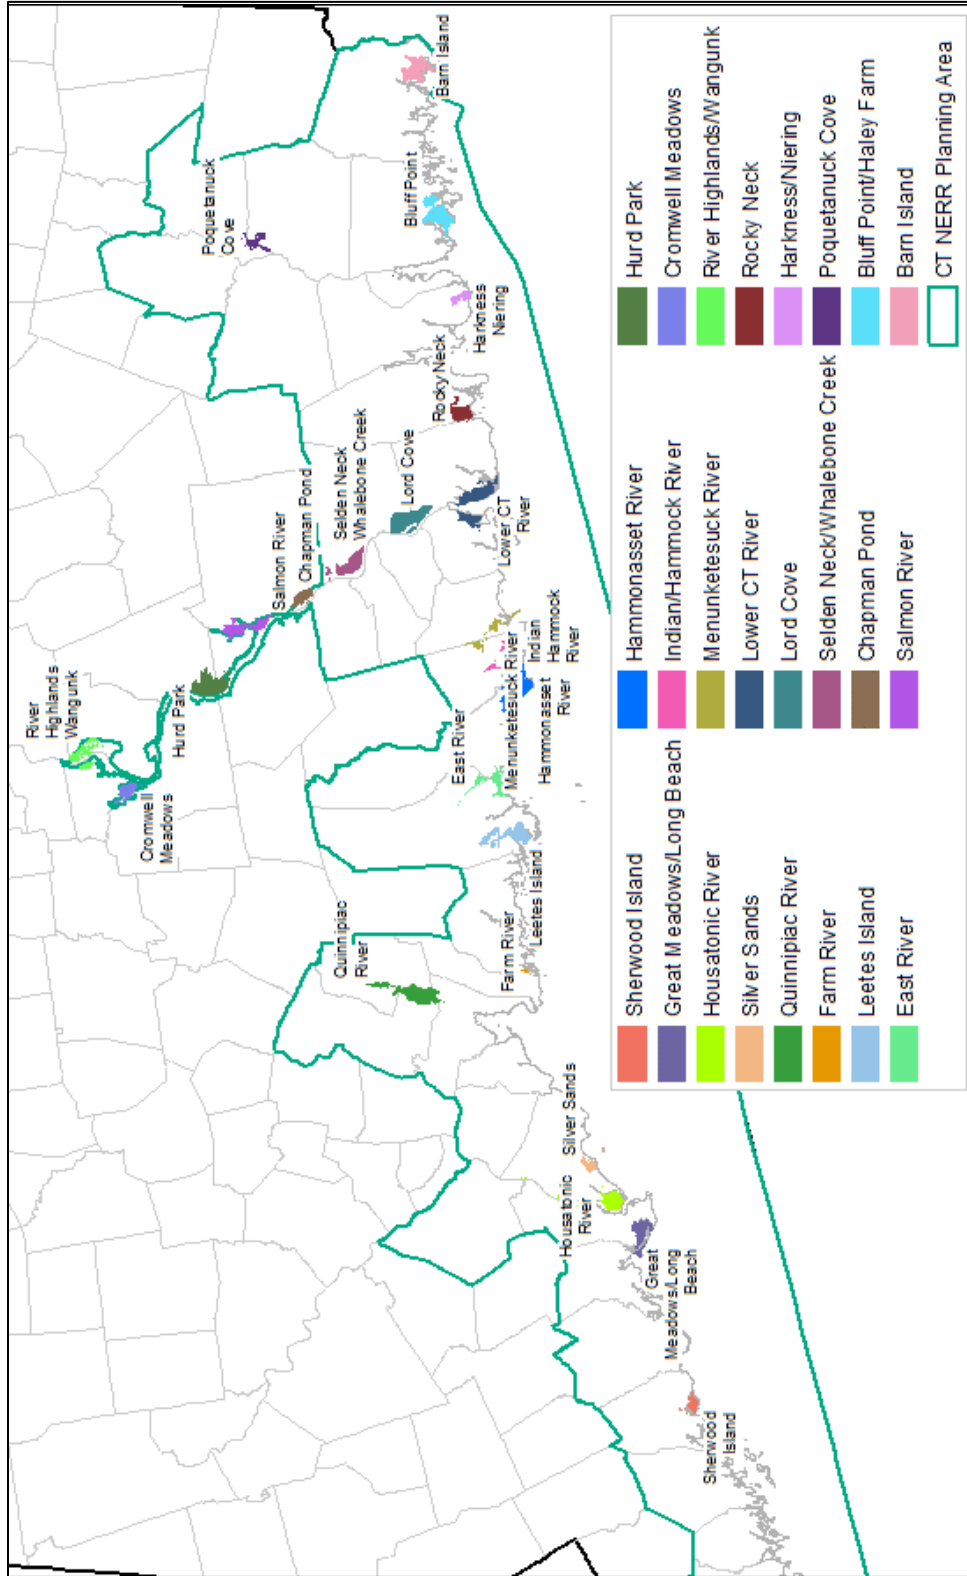 River
Highlands
Wangunk
Cromwell
Meadows
Hurd Park
Salmon River
Chapman Pond
Selden Neck
Whalebone Creek
Lord Cove
Poquetanuck
Cove
Barn Island
Bluff Point
Harkness
Niering
Rocky Neck
Lower CT
River
Indian
Hammock
River
Menunketesuck River
Hammonasset
River
East River
Leetes Island
Farm River
Quinnipiac
River
Silver Sands
Housatonic
River
Great
Meadows/Long
Beach
Sherwood
Island
Sherwood Island
Great Meadows/Long Beach
Housatonic River
Silver Sands
Quinnipiac River
Farm River
Leetes Island
East River
Hammonasset River
Indian/Hammock River
Menunketesuck River
Lower CT River
Lord Cove
Selden Neck/Whalebone Creek
Chapman Pond
Salmon River
Hurd Park
Cromwell Meadows
River Highlands/Wangunk
Rocky Neck
Harkness/Niering
Poquetanuck Cove
Bluff Point/Haley Farm
Barn Island
CT NERR Planning Area